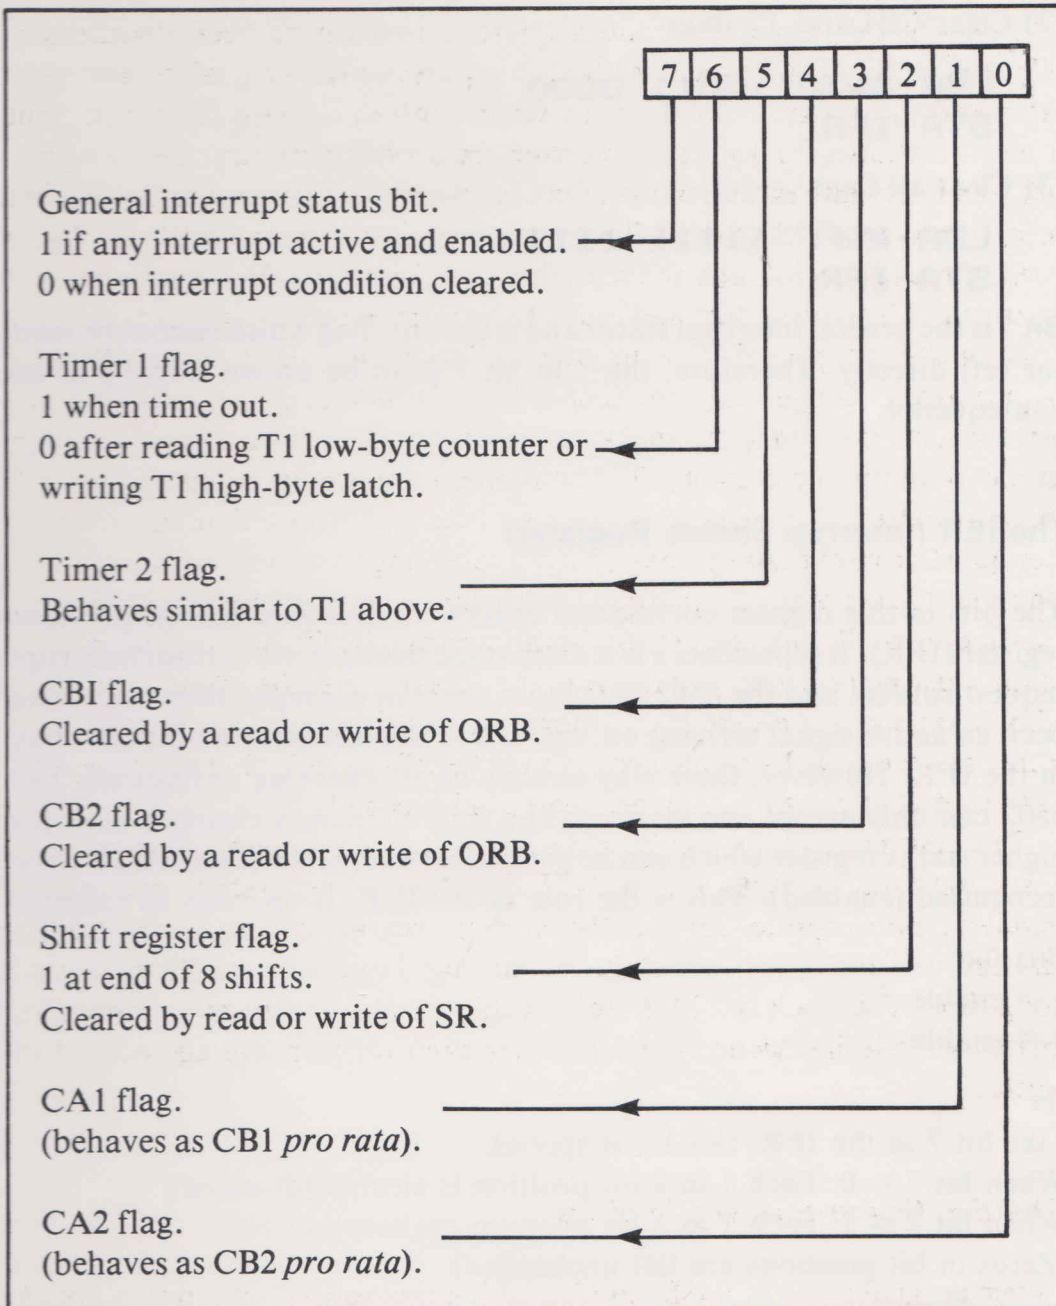 7 6 5 4 3 2 1 0
General interrupt status bit.
1 if any interrupt active and enabled.
0 when interrupt condition cleared.
Timer 1 flag.
1 when time out.
0 after reading T1 low-byte counter or
writing T1 high-byte latch.
Timer 2 flag.
Behaves similar to T1 above.
CBI flag.
Cleared by a read or write of ORB.
CB2 flag.
Cleared by a read or write of ORB.
Shift register flag.
1 at end of 8 shifts.
Cleared by read or write of SR.
CA1 flag.
(behaves as CB1 pro rata).
CA2 flag.
(behaves as CB2 pro rata).